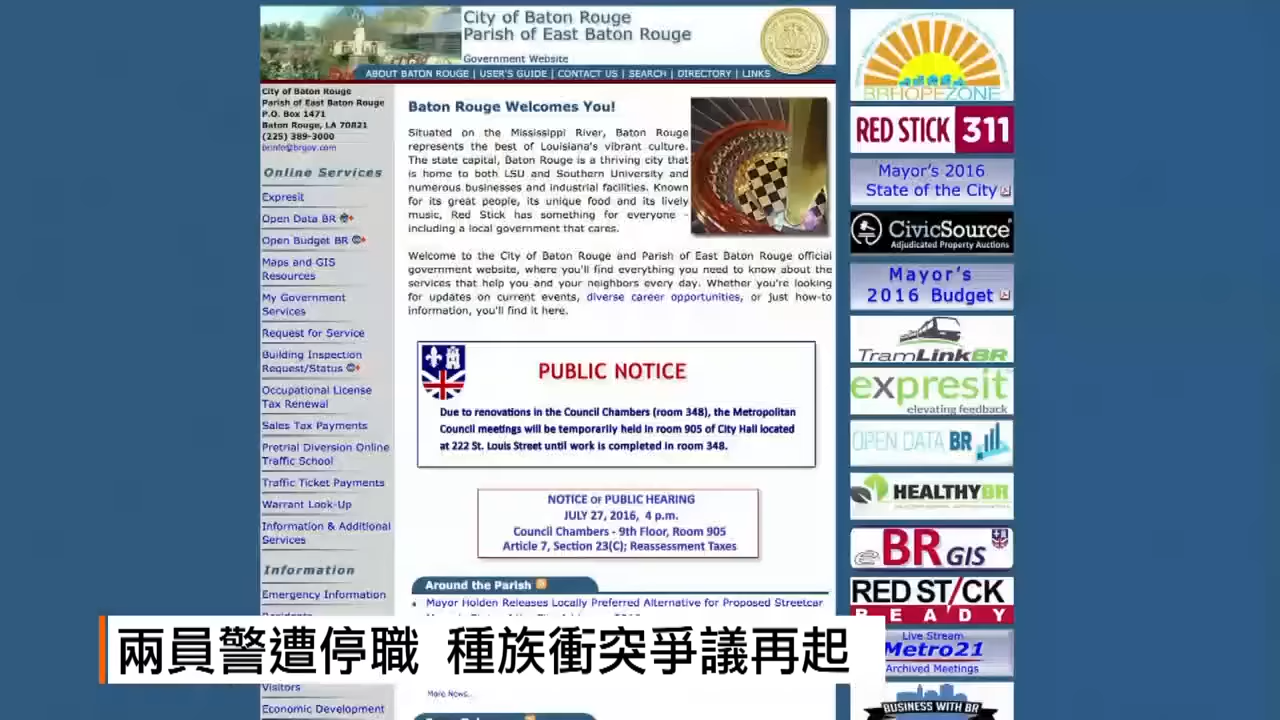 City of Baton Rouge
Parish of East Baton Rouge
Government Website
ABOUT BATON ROUGE | USER'S GUIDE | CONTACT US | SEARCH | DIRECTORY | LINKS
City of Baton Rouge
Parish of East Baton Rouge
P.O. Box 1471
Baton Rouge, LA 70821
(225) 389-3000
brinfo@brgov.com
Online Services
Expresit
Open Data BR
Open Budget BR
Maps and GIS
Resources
My Government
Services
Request for Service
Building Inspection
Request/Status
Occupational License
Tax Renewal
Sales Tax Payments
Pretrial Diversion Online
Traffic School
Traffic Ticket Payments
Warrant Look-Up
Information & Additional
Services
Information
Emergency Information
Visitors
Economic Development
Baton Rouge Welcomes You!
Situated on the Mississippi River, Baton Rouge
represents the best of Louisiana's vibrant culture.
The state capital, Baton Rouge is a thriving city that
is home to both LSU and Southern University and
numerous businesses and industrial facilities. Known
for its great people, its unique food and its lively
music, Red Stick has something for everyone -
including a local government that cares.
Welcome to the City of Baton Rouge and Parish of East Baton Rouge official
government website, where you'll find everything you need to know about the
services that help you and your neighbors every day. Whether you're looking
for updates on current events, diverse career opportunities, or just how-to
information, you'll find it here.
PUBLIC NOTICE
Due to renovations in the Council Chambers (room 348), the Metropolitan
Council meetings will be temporarily held in room 905 of City Hall located
at 222 St. Louis Street until work is completed in room 348.
NOTICE OF PUBLIC HEARING
JULY 27, 2016, 4 p.m.
Council Chambers - 9th Floor, Room 905
Article 7, Section 23(C); Reassessment Taxes
Around the Parish
Mayor Holden Releases Locally Preferred Alternative for Proposed Streetcar
More News...
BRHOPEZONE
RED STICK 311
Mayor's 2016
State of the City
CivicSource
Adjudicated Property Auctions
Mayor's
2016 Budget
TramLinkBR
expresit
elevating feedback
OPEN DATA BR
HEALTHYBR
eBR GIS
RED STICK
READY
Live Stream
Metro21
Archived Meetings
BUSINESS WITH BR
兩員警遭停職 種族衝突爭議再起